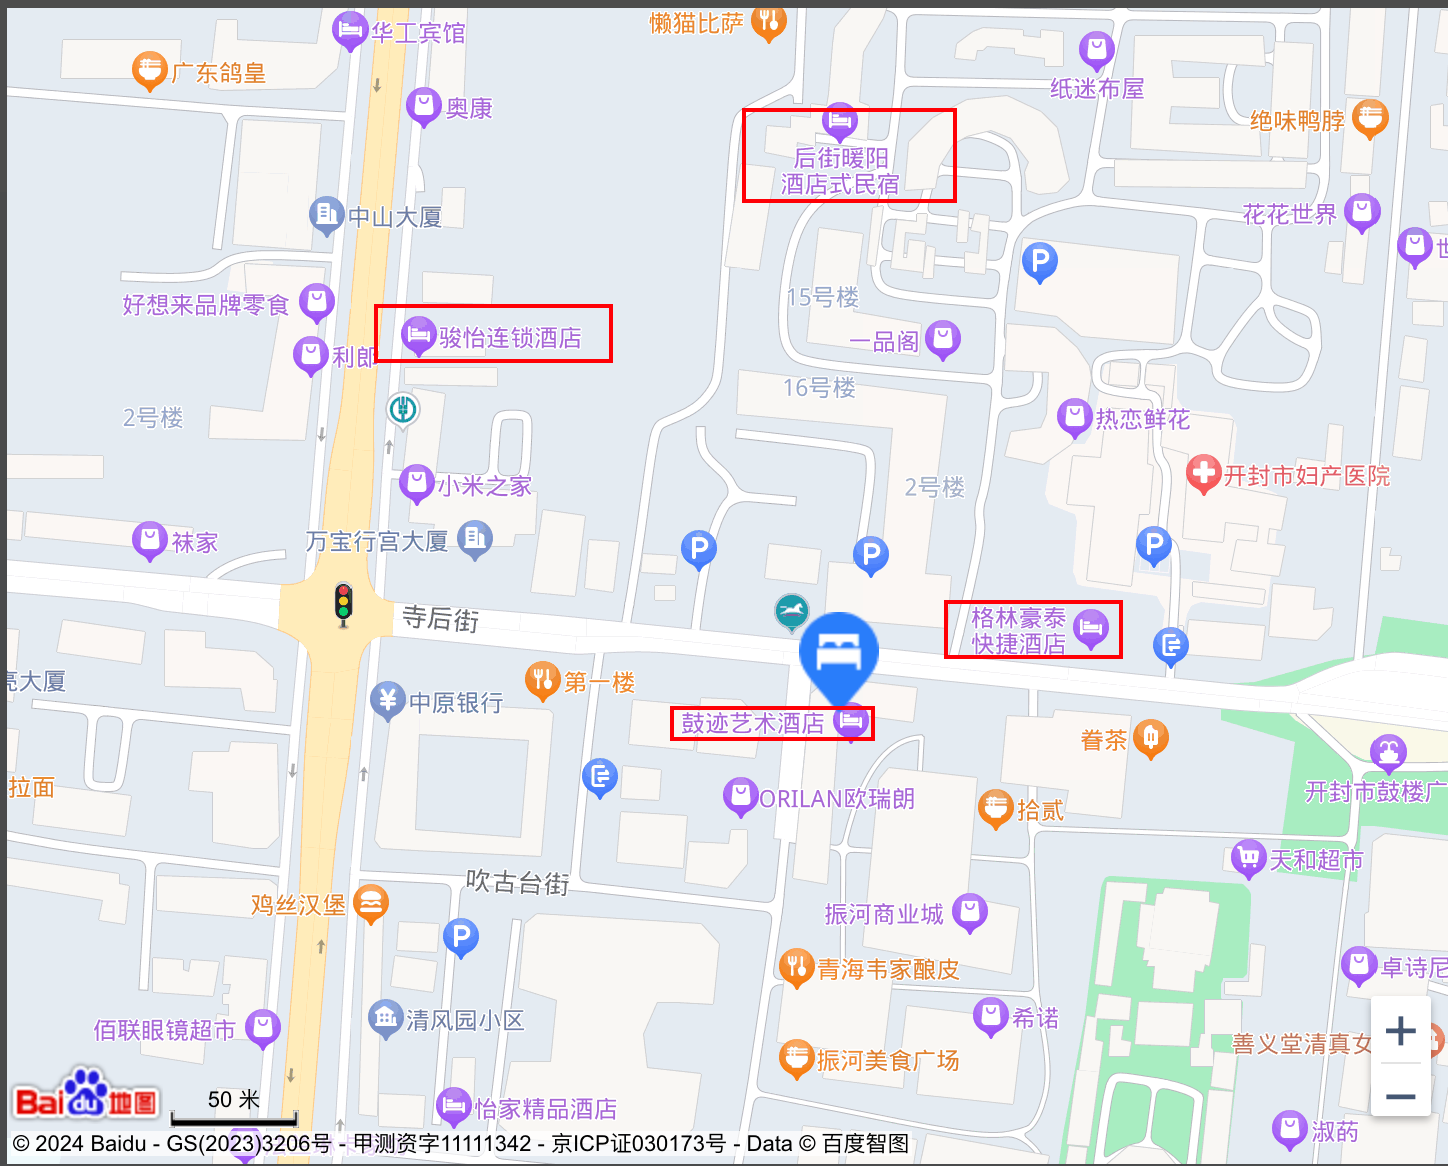 华工宾馆
懒猫比萨
广东鸽皇
奥康
纸迷布屋
绝味鸭脖
后街暖阳
酒店式民宿
中山大厦
花花世界
世
P
好想来品牌零食
15号楼
骏怡连锁酒店
一品阁
利郎
16号楼
2号楼
热恋鲜花
开封市妇产医院
小米之家
2号楼
袜家
万宝行宫大厦
P
P
P
寺后街
格林豪泰
快捷酒店
亮大厦
第一楼
中原银行
鼓迹艺术酒店
眷茶
拉面
ORILAN欧瑞朗
拾贰
开封市鼓楼广
天和超市
吹古台街
鸡丝汉堡
振河商业城
P
青海韦家酿皮
卓诗尼
清风园小区
希诺
佰联眼镜超市
善义堂清真女
振河美食广场
Bai du 地图
50 米
怡家精品酒店
淑菂
© 2024 Baidu - GS(2023)3206号 - 甲测资字11111342 - 京ICP证030173号 - Data © 百度智图